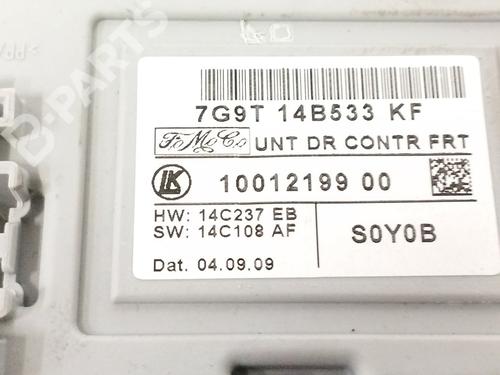 7G9T 14B533 KF
FoMoCo UNT DR CONTR FRT
LK 10012199 00
HW: 14C237 EB
SW: 14C108 AF
S0Y0B
Dat. 04.09.09